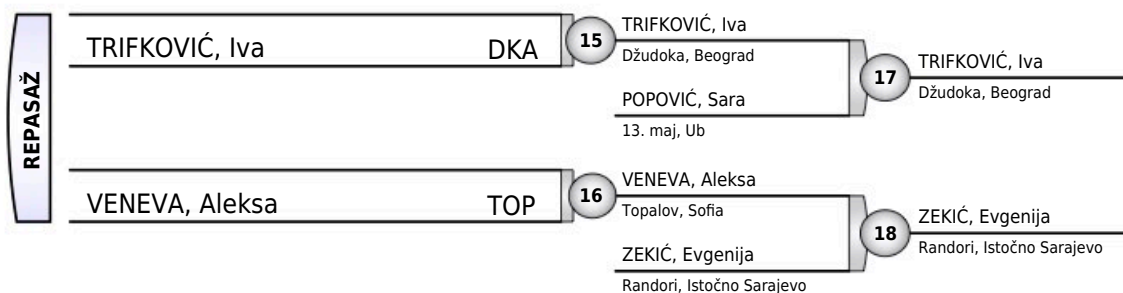 REPASAŽ
TRIFKOVIĆ, Iva DKA
15
TRIFKOVIĆ, Iva
Džudoka, Beograd
POPOVIĆ, Sara
13. maj, Ub
17
TRIFKOVIĆ, Iva
Džudoka, Beograd
VENEVA, Aleksa TOP
16
VENEVA, Aleksa
Topalov, Sofia
ZEKIĆ, Evgenija
Randori, Istočno Sarajevo
18
ZEKIĆ, Evgenija
Randori, Istočno Sarajevo